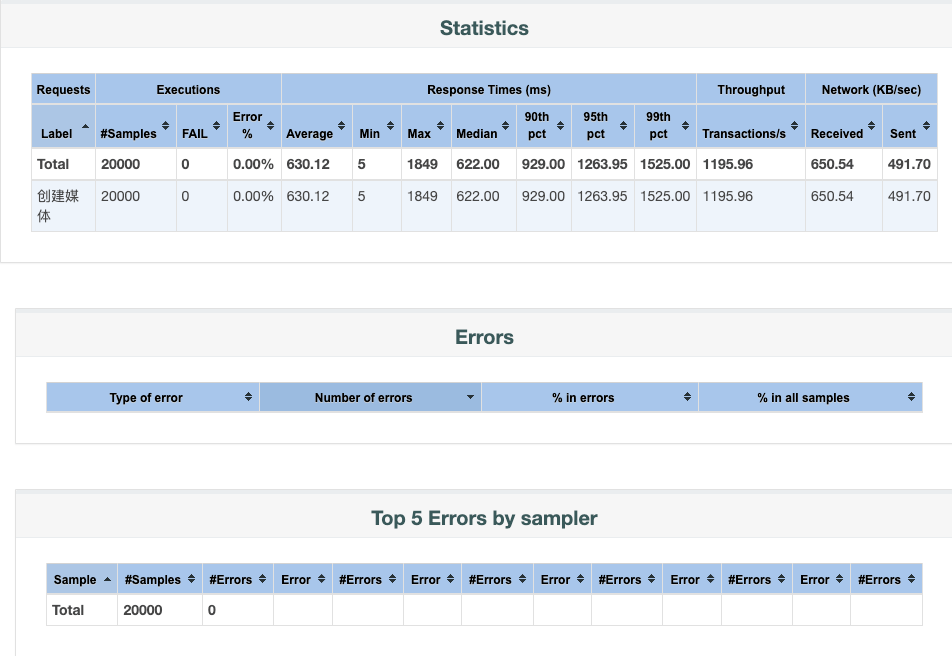 Statistics
Requests Executions Response Times (ms) Throughput Network (KB/sec)
Label #Samples FAIL Error % Average Min Max Median 90th pct 95th pct 99th pct Transactions/s Received Sent
Total 20000 0 0.00% 630.12 5 1849 622.00 929.00 1263.95 1525.00 1195.96 650.54 491.70
创建媒体 20000 0 0.00% 630.12 5 1849 622.00 929.00 1263.95 1525.00 1195.96 650.54 491.70
Errors
Type of error Number of errors % in errors % in all samples
Top 5 Errors by sampler
Sample #Samples #Errors Error #Errors Error #Errors Error #Errors Error #Errors Error #Errors
Total 20000 0